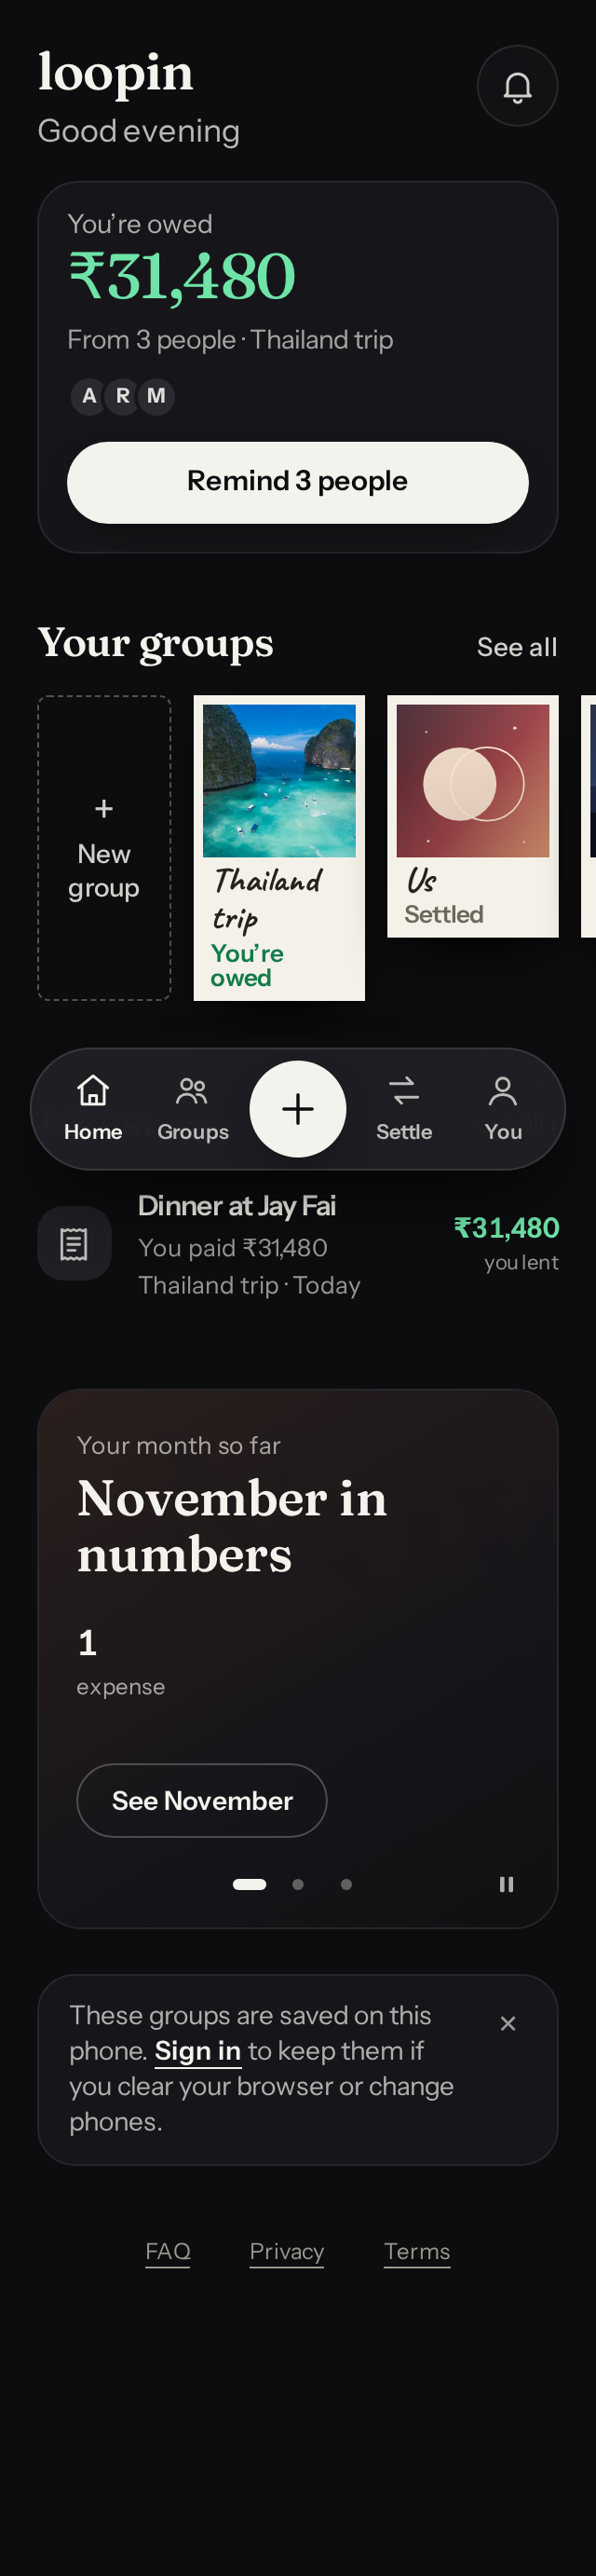 loopin
Good evening
You’re owed
₹31,480
From 3 people · Thailand trip
A R M
Remind 3 people
Your groups
See all
+
New
group
Thailand
trip
You’re
owed
Us
Settled
Home
Groups
Settle
You
Dinner at Jay Fai
You paid ₹31,480
Thailand trip · Today
₹31,480
you lent
Your month so far
November in
numbers
1
expense
See November
These groups are saved on this
phone. Sign in to keep them if
you clear your browser or change
phones.
FAQ
Privacy
Terms